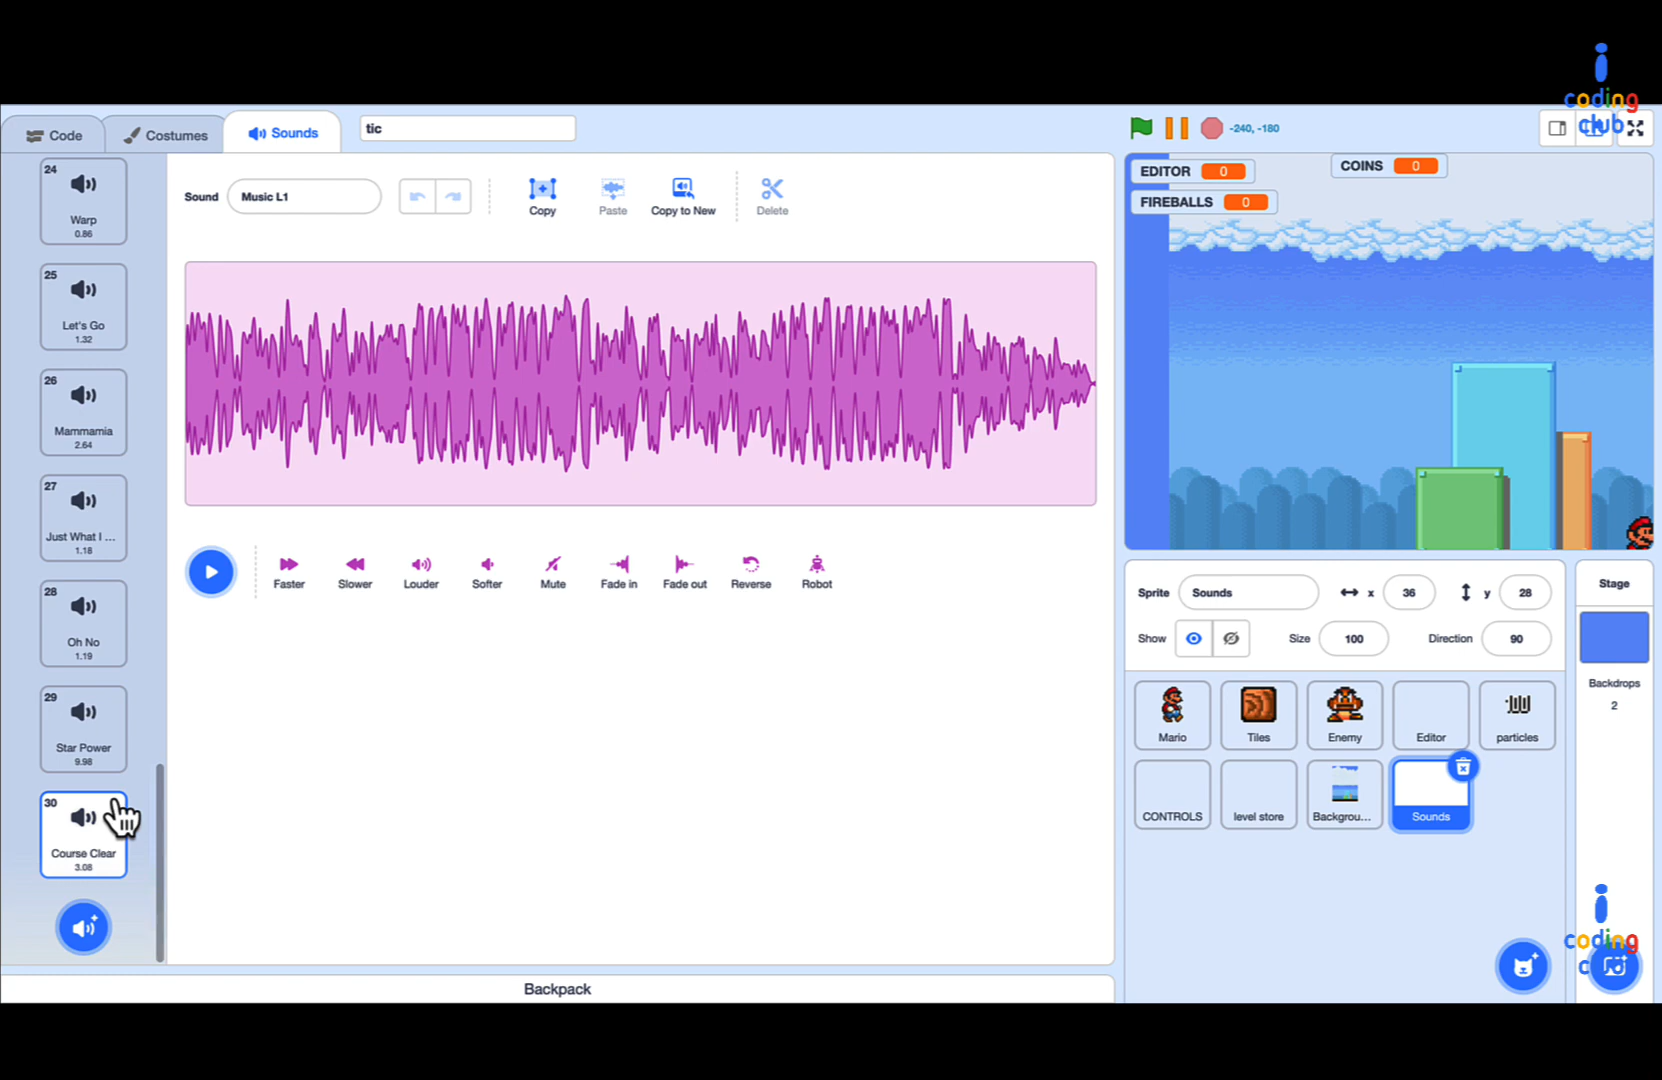 i
coding
club
Code
Costumes
Sounds
tic
-240, -180
24
Warp
0.86
25
Let's Go
1.32
26
Mammamia
2.64
27
Just What I ...
1.18
28
Oh No
1.19
29
Star Power
9.98
30
Course Clear
3.08
Sound
Music L1
Copy
Paste
Copy to New
Delete
Faster
Slower
Louder
Softer
Mute
Fade in
Fade out
Reverse
Robot
EDITOR 0
COINS 0
FIREBALLS 0
Sprite
Sounds
x
36
y
28
Show
Size
100
Direction
90
Mario
Tiles
Enemy
Editor
particles
CONTROLS
level store
Backgrou...
Sounds
Stage
Backdrops
2
i
coding
club
Backpack